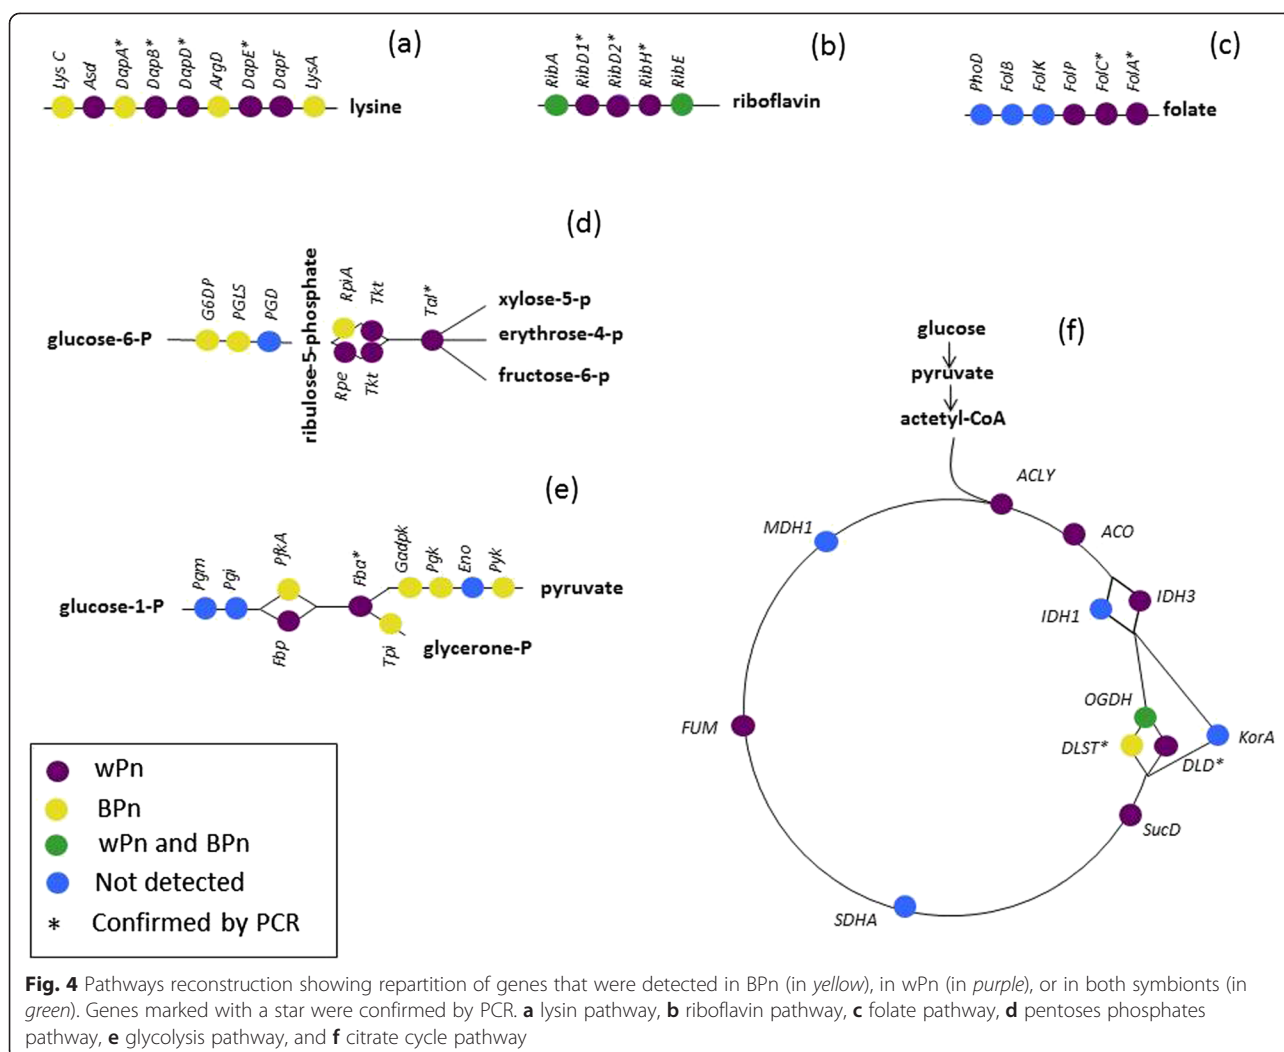 (a)
Lys C
Asd
DapA*
DapB*
DapD*
ArgD
DapE*
DapF
LysA
lysine
(b)
RibA
RibD1*
RibD2*
RibH*
RibE
riboflavin
(c)
PhoD
FolB
FolK
FolP
FolC*
FolA*
folate
(d)
glucose-6-P
G6DP
PGLS
PGD
ribulose-5-phosphate
RpiA
Tkt
Rpe
Tkt
Tal*
xylose-5-p
erythrose-4-p
fructose-6-p
(e)
glucose-1-P
Pgm
Pgi
PfkA
Fbp
Fba*
Gadpk
Pgk
Eno
Pyk
pyruvate
Tpi
glycerone-P
(f)
glucose
pyruvate
actetyl-CoA
ACLY
ACO
IDH3
IDH1
OGDH
DLST*
DLD*
KorA
SucD
SDHA
FUM
MDH1
wPn
BPn
wPn and BPn
Not detected
* Confirmed by PCR
Fig. 4 Pathways reconstruction showing repartition of genes that were detected in BPn (in yellow), in wPn (in purple), or in both symbionts (in
green). Genes marked with a star were confirmed by PCR. a lysin pathway, b riboflavin pathway, c folate pathway, d pentoses phosphates
pathway, e glycolysis pathway, and f citrate cycle pathway